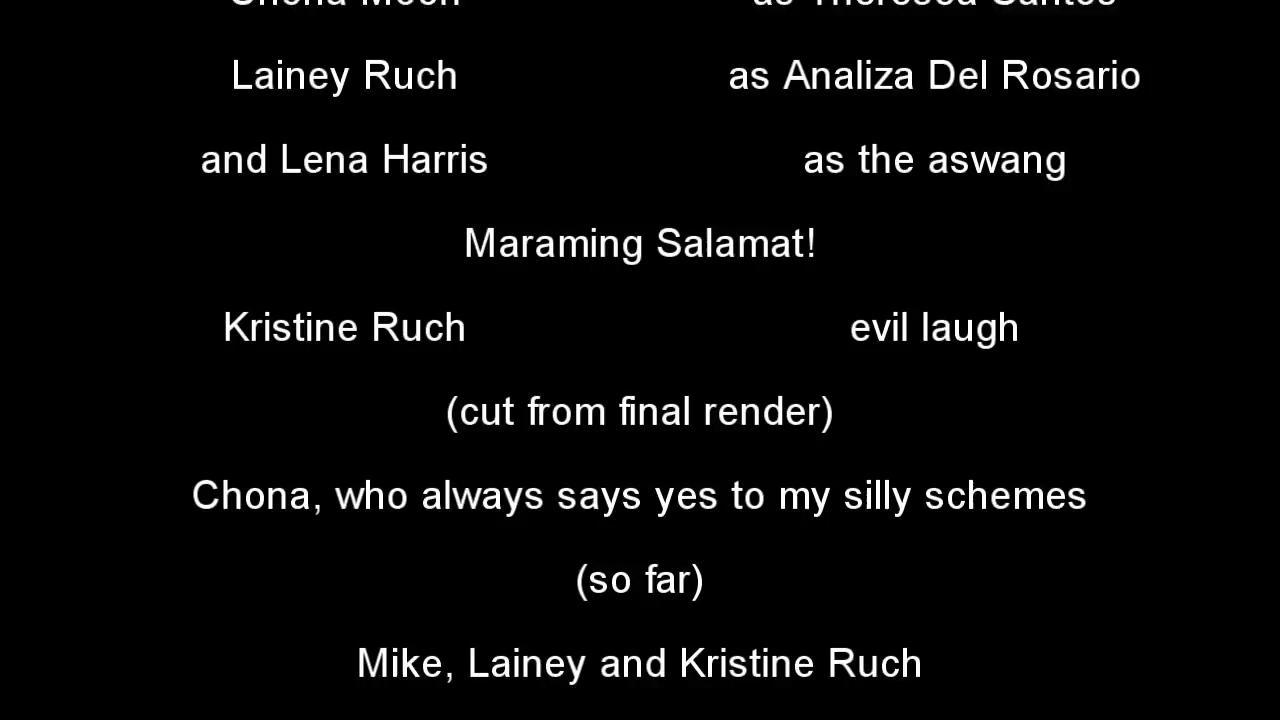 Lainey Ruch as Analiza Del Rosario
and Lena Harris as the aswang
Maraming Salamat!
Kristine Ruch evil laugh
(cut from final render)
Chona, who always says yes to my silly schemes
(so far)
Mike, Lainey and Kristine Ruch